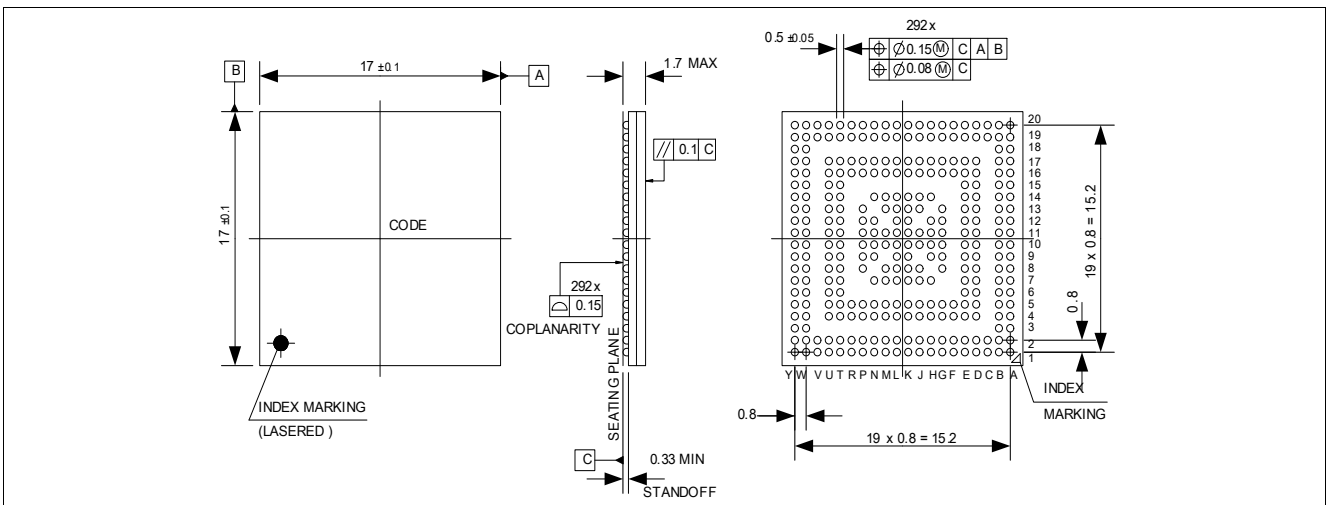 B
17 ±0.1
A
17 ±0.1
CODE
INDEX MARKING
(LASERED )
1.7 MAX
// 0.1 C
292x
0.15
COPLANARITY
SEATING PLANE
C
0.33 MIN
STANDOFF
292x
0.5 ±0.05
⌖ ∅0.15 Ⓜ C A B
⌖ ∅0.08 Ⓜ C
20
19
18
17
16
15
14
13
12
11
10
9
8
7
6
5
4
3
2
1
19 x 0.8 = 15.2
0.8
Y W V U T R P N M L K J H G F E D C B A
INDEX
MARKING
0.8
19 x 0.8 = 15.2